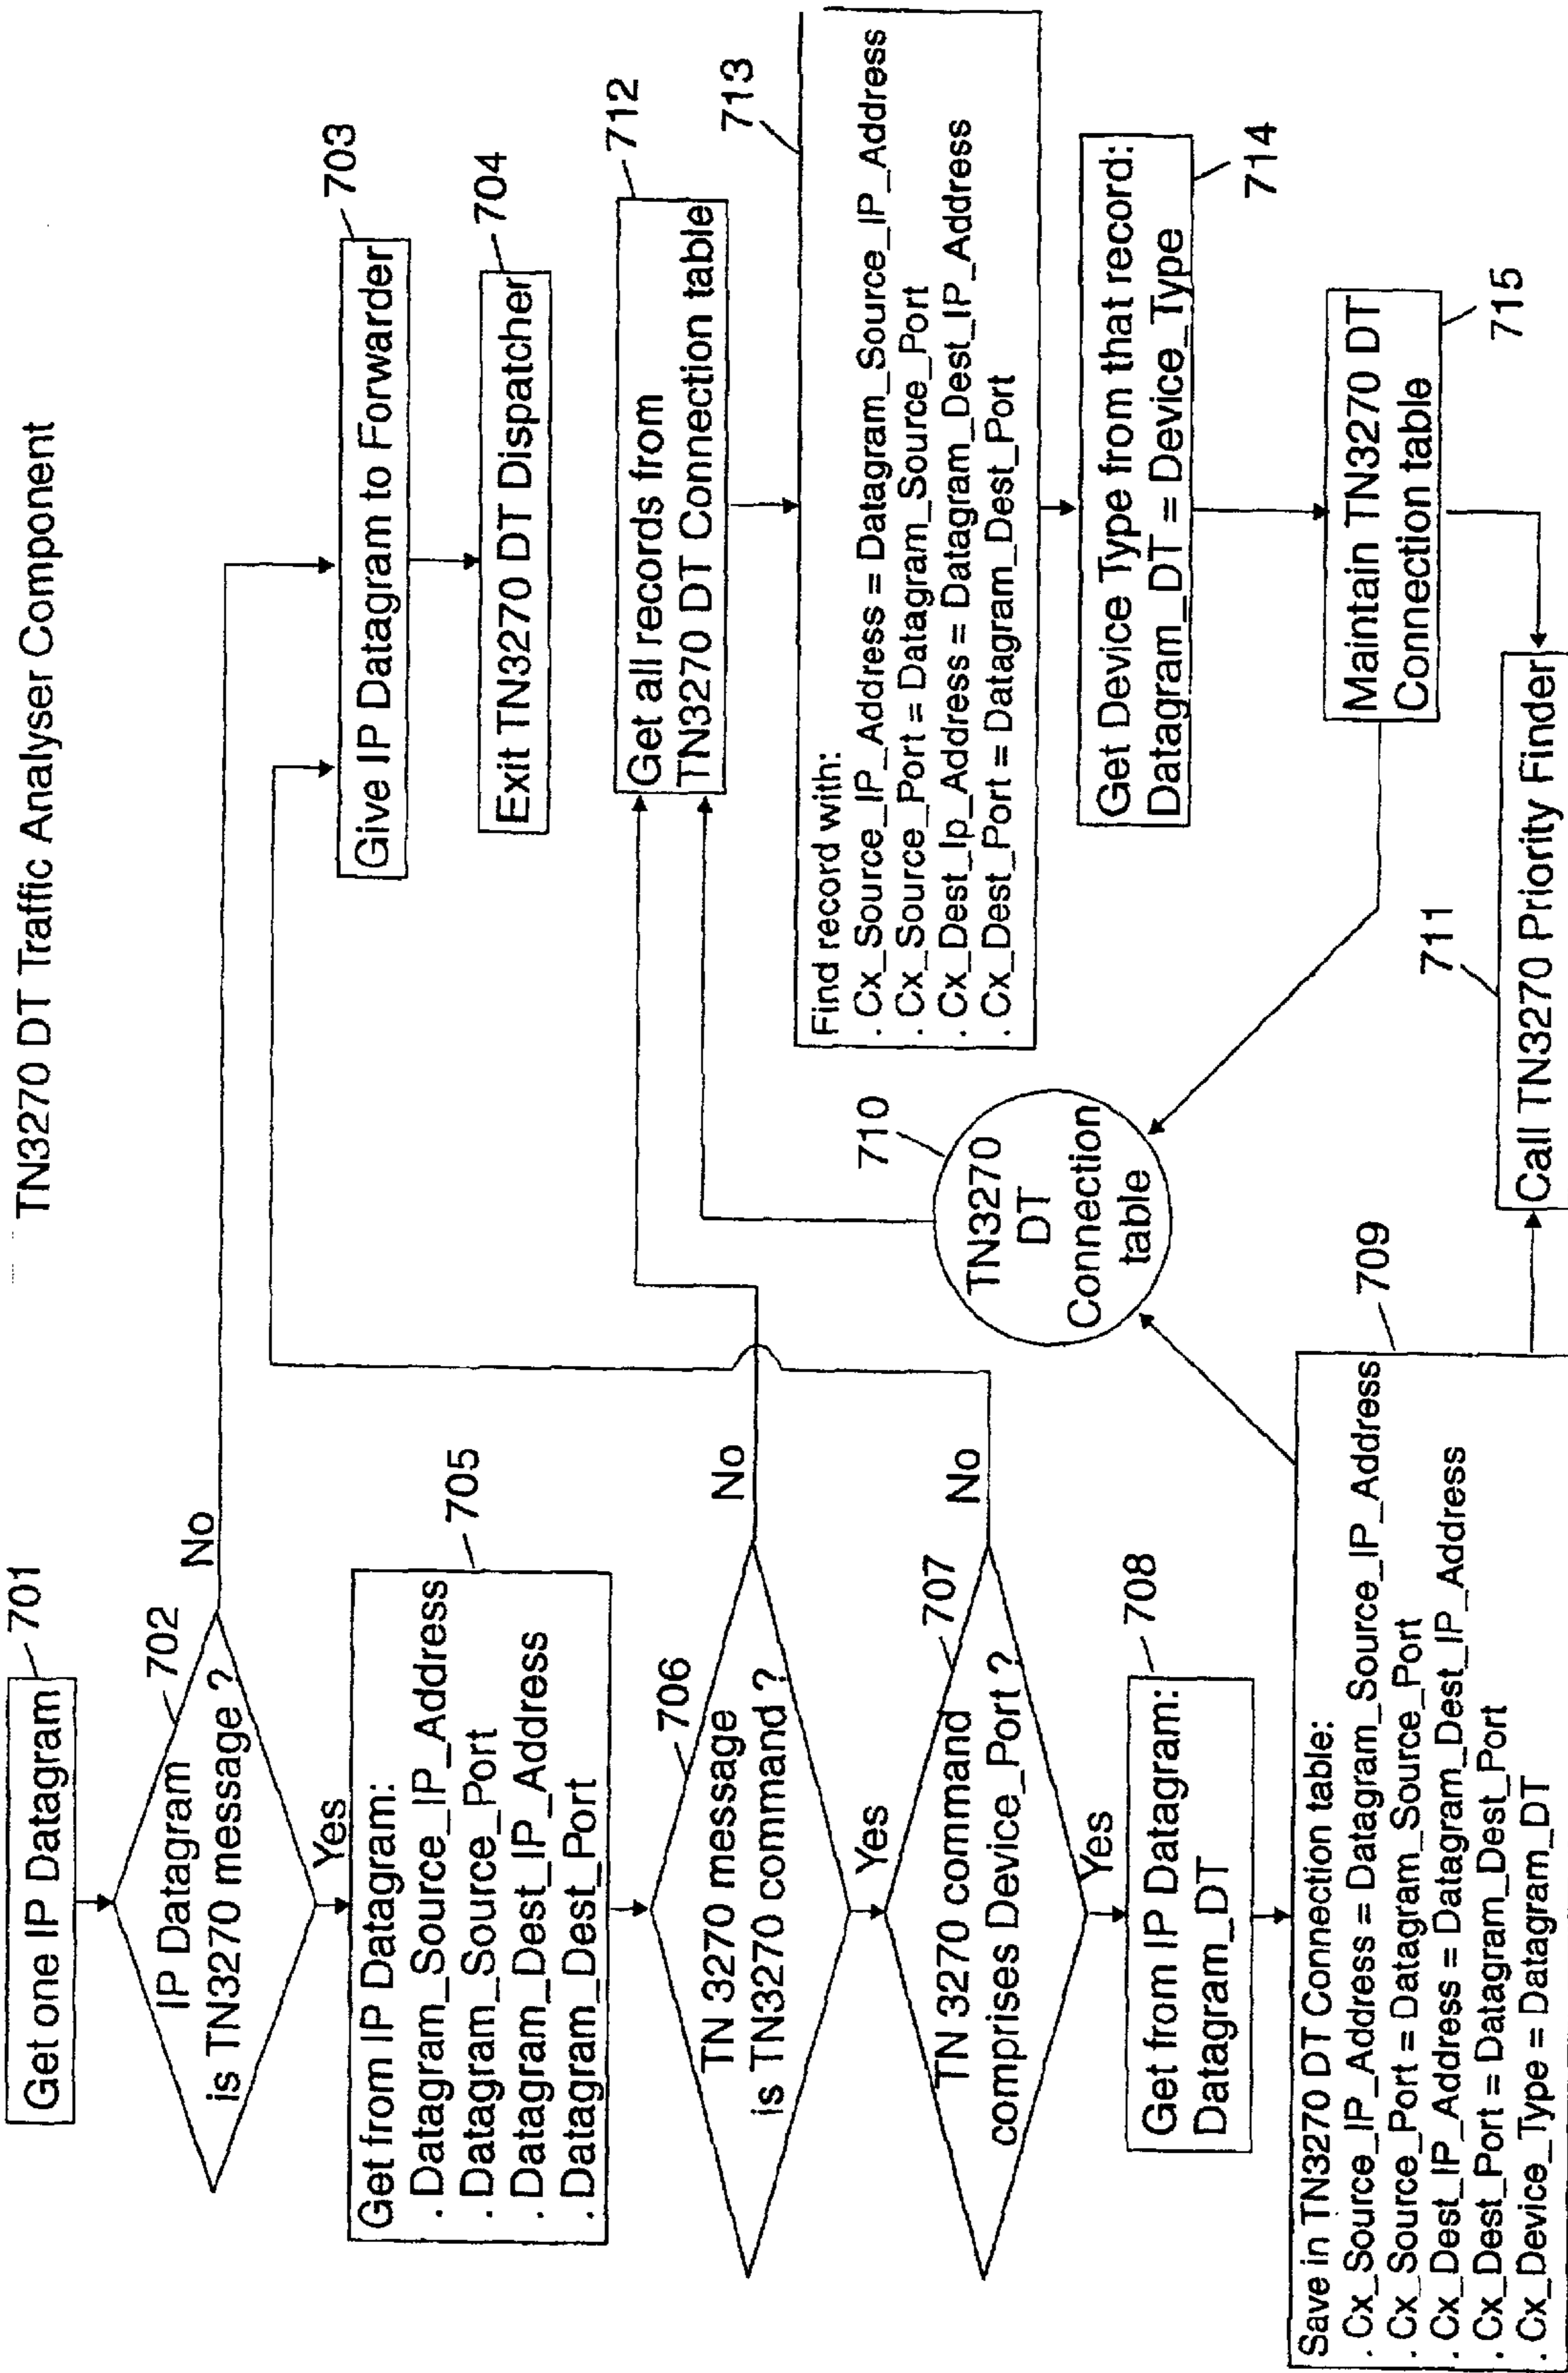 TN3270 DT Traffic Analyser Component
Get one IP Datagram
701
IP Datagram
is TN3270 message ?
702
No
Yes
Give IP Datagram to Forwarder
703
Exit TN3270 DT Dispatcher
704
Get from IP Datagram:
. Datagram_Source_IP_Address
. Datagram_Source_Port
. Datagram_Dest_IP_Address
. Datagram_Dest_Port
705
TN 3270 message
is TN3270 command ?
706
No
Yes
TN 3270 command
comprises Device_Port ?
707
No
Yes
Get from IP Datagram:
Datagram_DT
708
Save in TN3270 DT Connection table:
. Cx_Source_IP_Address = Datagram_Source_IP_Address
. Cx_Source_Port = Datagram_Source_Port
. Cx_Dest_IP_Address = Datagram_Dest_IP_Address
. Cx_Dest_Port = Datagram_Dest_Port
. Cx_Device_Type = Datagram_DT
709
TN3270
DT
Connection
table
710
Call TN3270 Priority Finder
711
Get all records from
TN3270 DT Connection table
712
Find record with:
. Cx_Source_IP_Address = Datagram_Source_IP_Address
. Cx_Source_Port = Datagram_Source_Port
. Cx_Dest_Ip_Address = Datagram_Dest_IP_Address
. Cx_Dest_Port = Datagram_Dest_Port
713
Get Device Type from that record:
Datagram_DT = Device_Type
714
Maintain TN3270 DT
Connection table
715